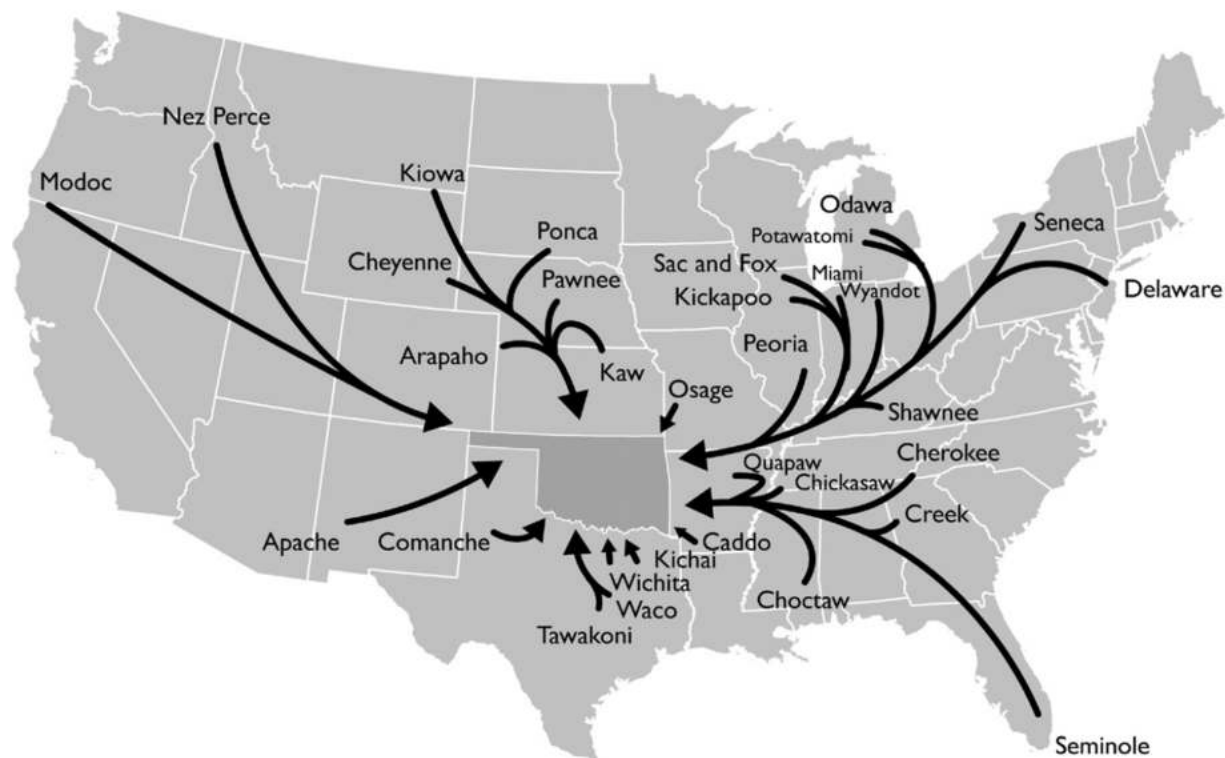 Nez Perce
Modoc
Kiowa
Ponca
Cheyenne
Pawnee
Arapaho
Kaw
Osage
Odawa
Potawatomi
Seneca
Sac and Fox
Miami
Kickapoo
Wyandot
Delaware
Peoria
Shawnee
Cherokee
Quapaw
Chickasaw
Creek
Apache
Comanche
Caddo
Kichai
Wichita
Waco
Choctaw
Tawakoni
Seminole